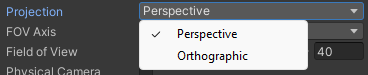 Projection Perspective
FOV Axis
✓ Perspective
Field of View 40
Orthographic
Physical Camera